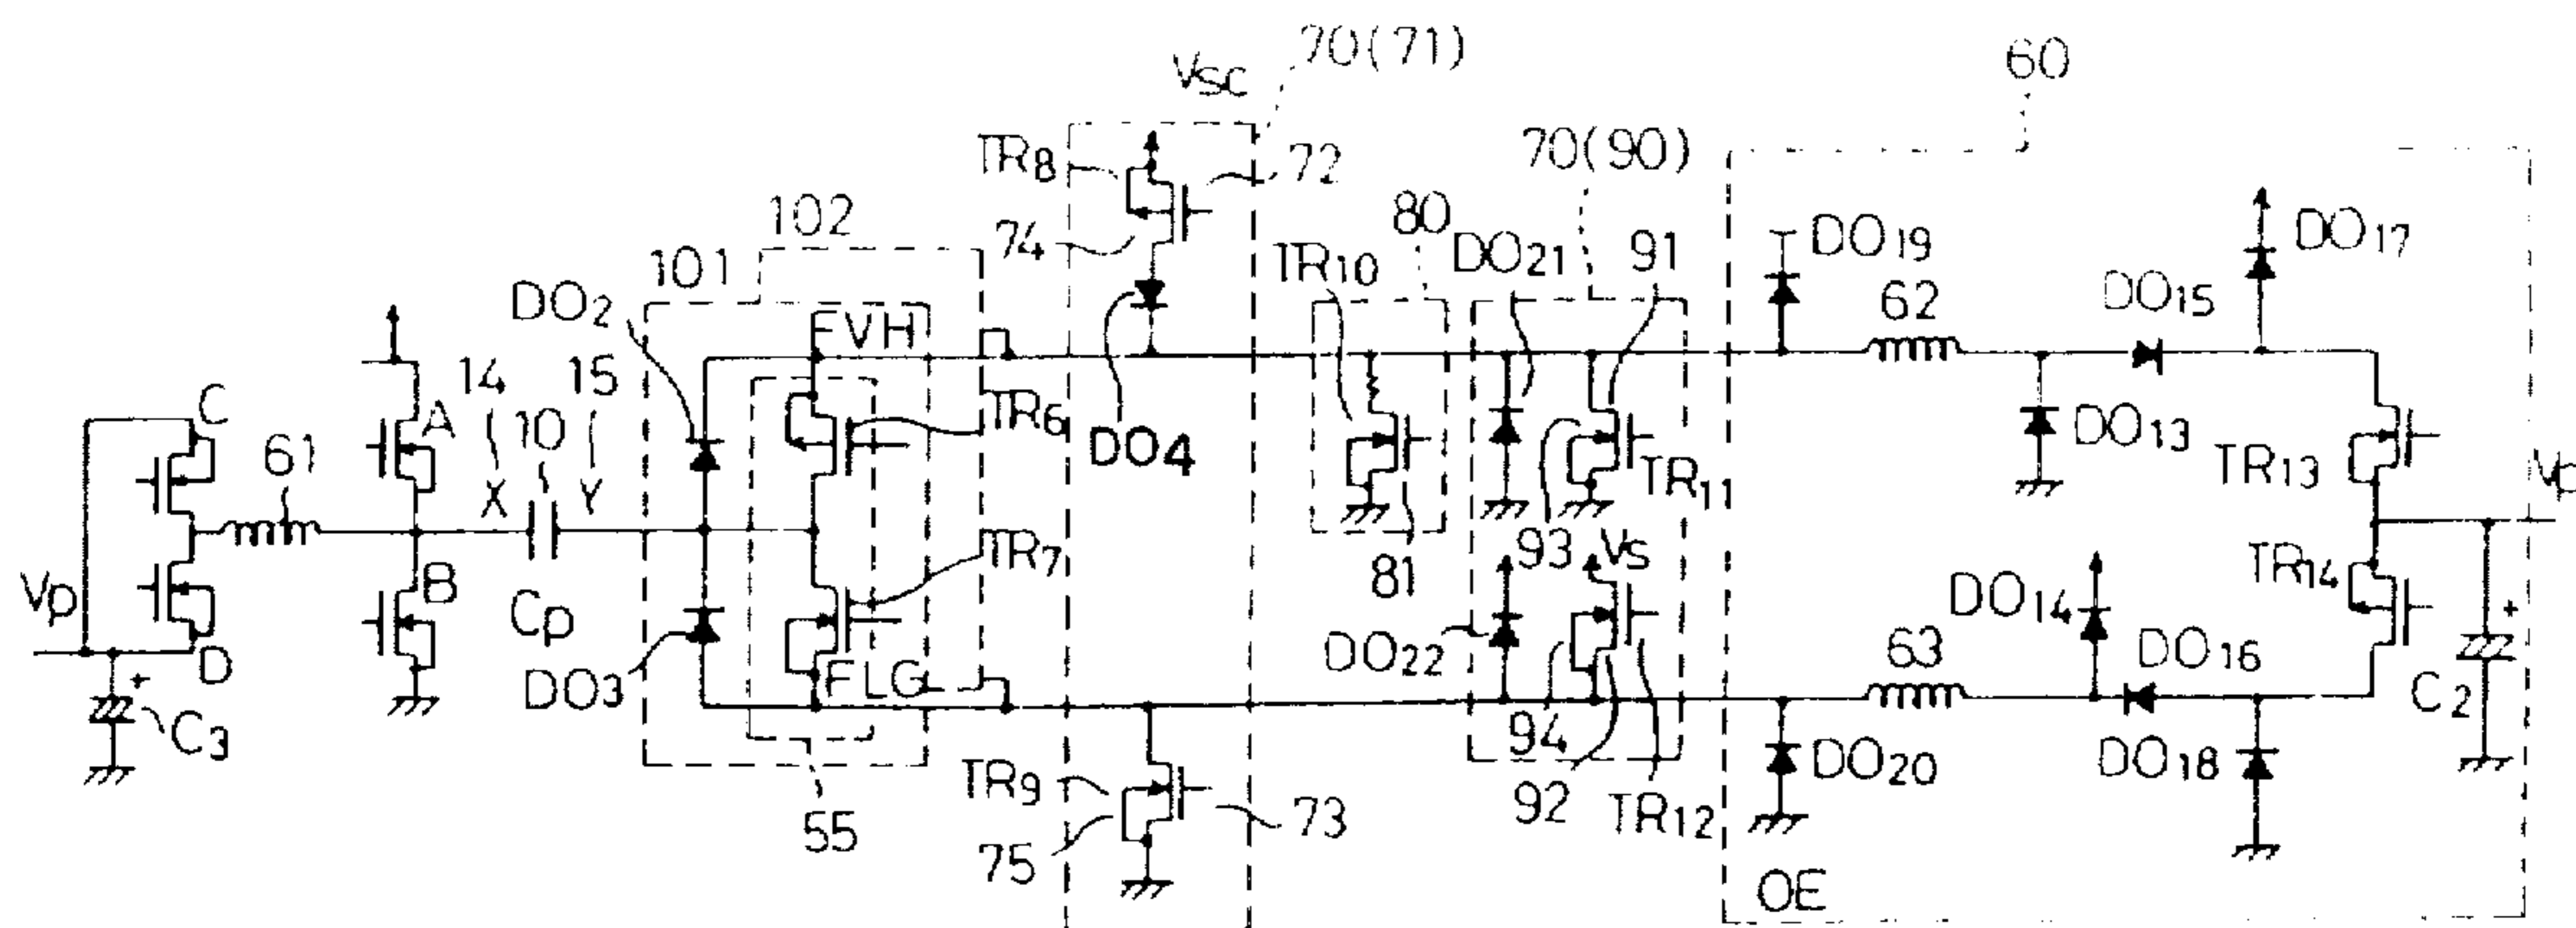 70(71)
60
Vsc
TR8
72
70(90)
102
74
80
DO19
DO17
101
DO21
91
TR10
DO2
62
DO15
FVH
14
15
C
A
10
TR6
DO4
61
X
Y
DO13
TR13
TR11
Vp
93
Vs
81
TR7
TR14
Vp
B
Cp
DO14
DO22
63
DO16
D
DO3
FLG
C2
94
C3
TR9
DO20
DO18
92
TR12
73
55
75
OE